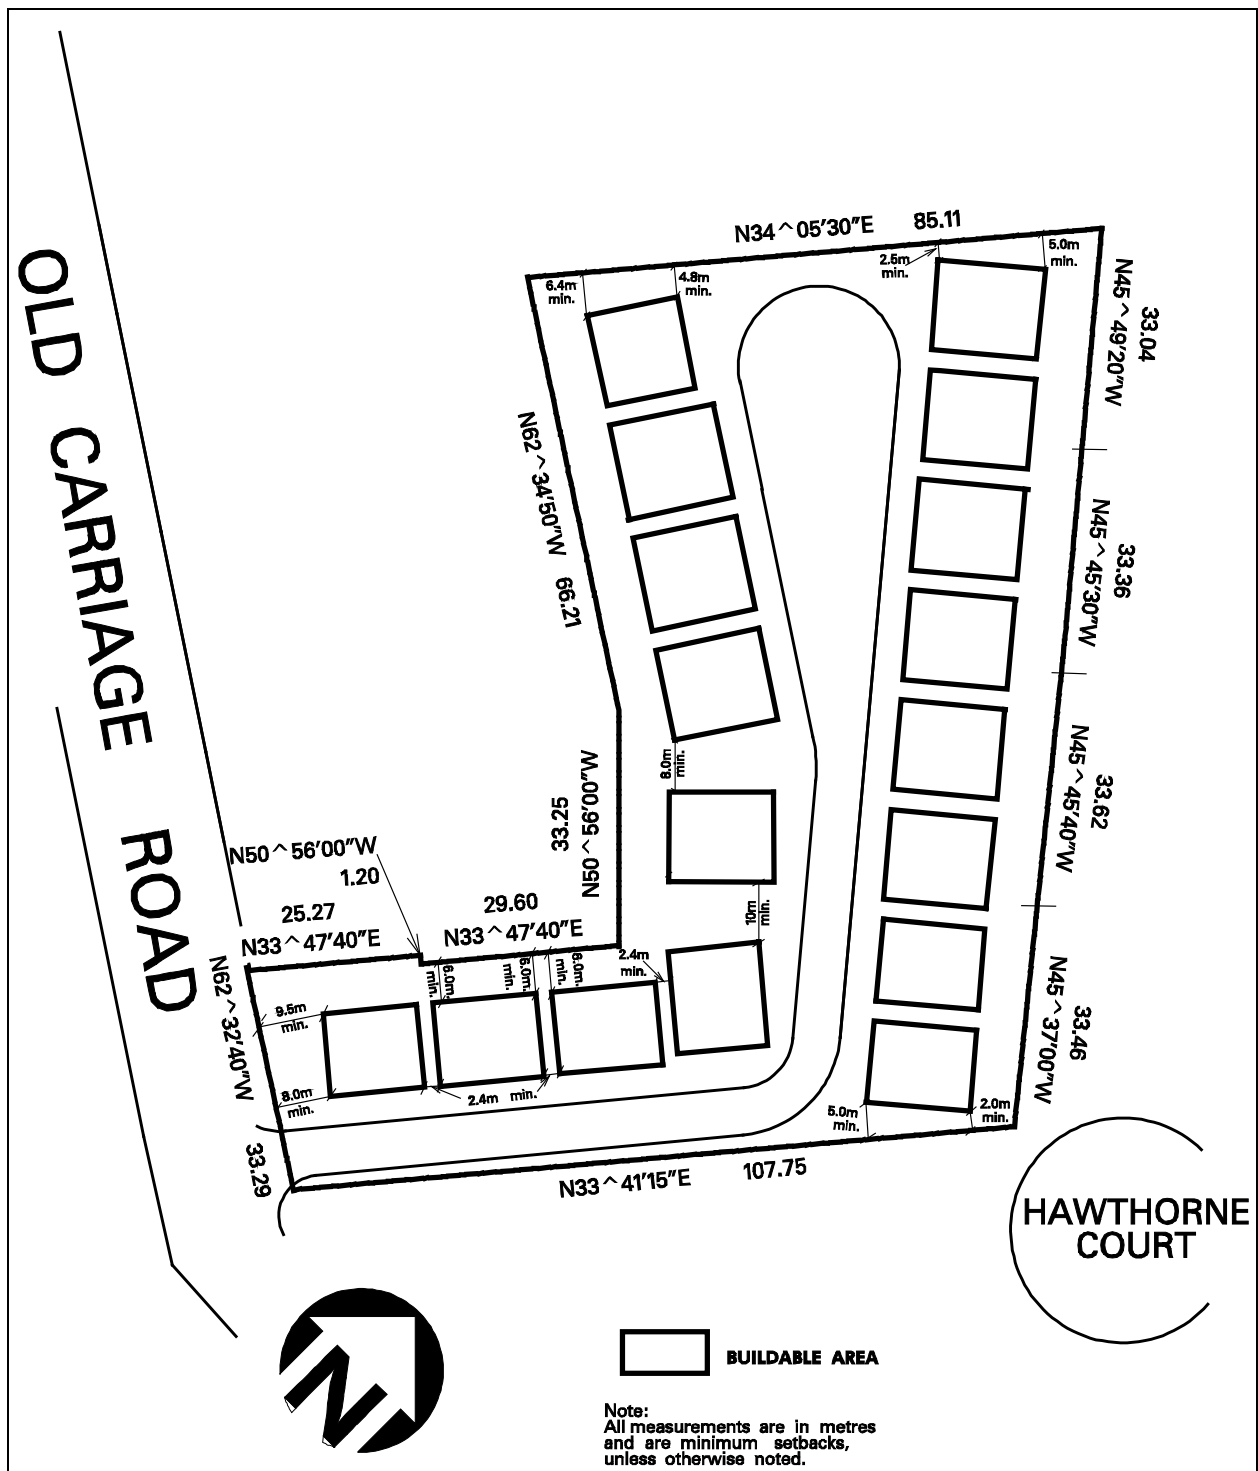 N34^05'30"E 85.11
6.4m
min.
4.8m
min.
2.5m
min.
5.0m
min.
N45^49'20"W
33.04
OLD CARRIAGE ROAD
N62^34'50"W 66.21
N45^45'30"W
33.36
8.0m
min.
33.25
N50^56'00"W
N45^45'40"W
33.62
N50^56'00"W
1.20
25.27
N33^47'40"E
29.60
N33^47'40"E
10m
min.
6.0m.
min.
6.0m.
min.
6.0m.
min.
2.4m
min.
N62^32'40"W
33.29
9.5m
min.
8.0m
min.
2.4m min.
N45^37'00"W
33.46
5.0m
min.
2.0m
min.
N33^41'15"E 107.75
HAWTHORNE
COURT
N
BUILDABLE AREA
Note:
All measurements are in metres
and are minimum setbacks,
unless otherwise noted.